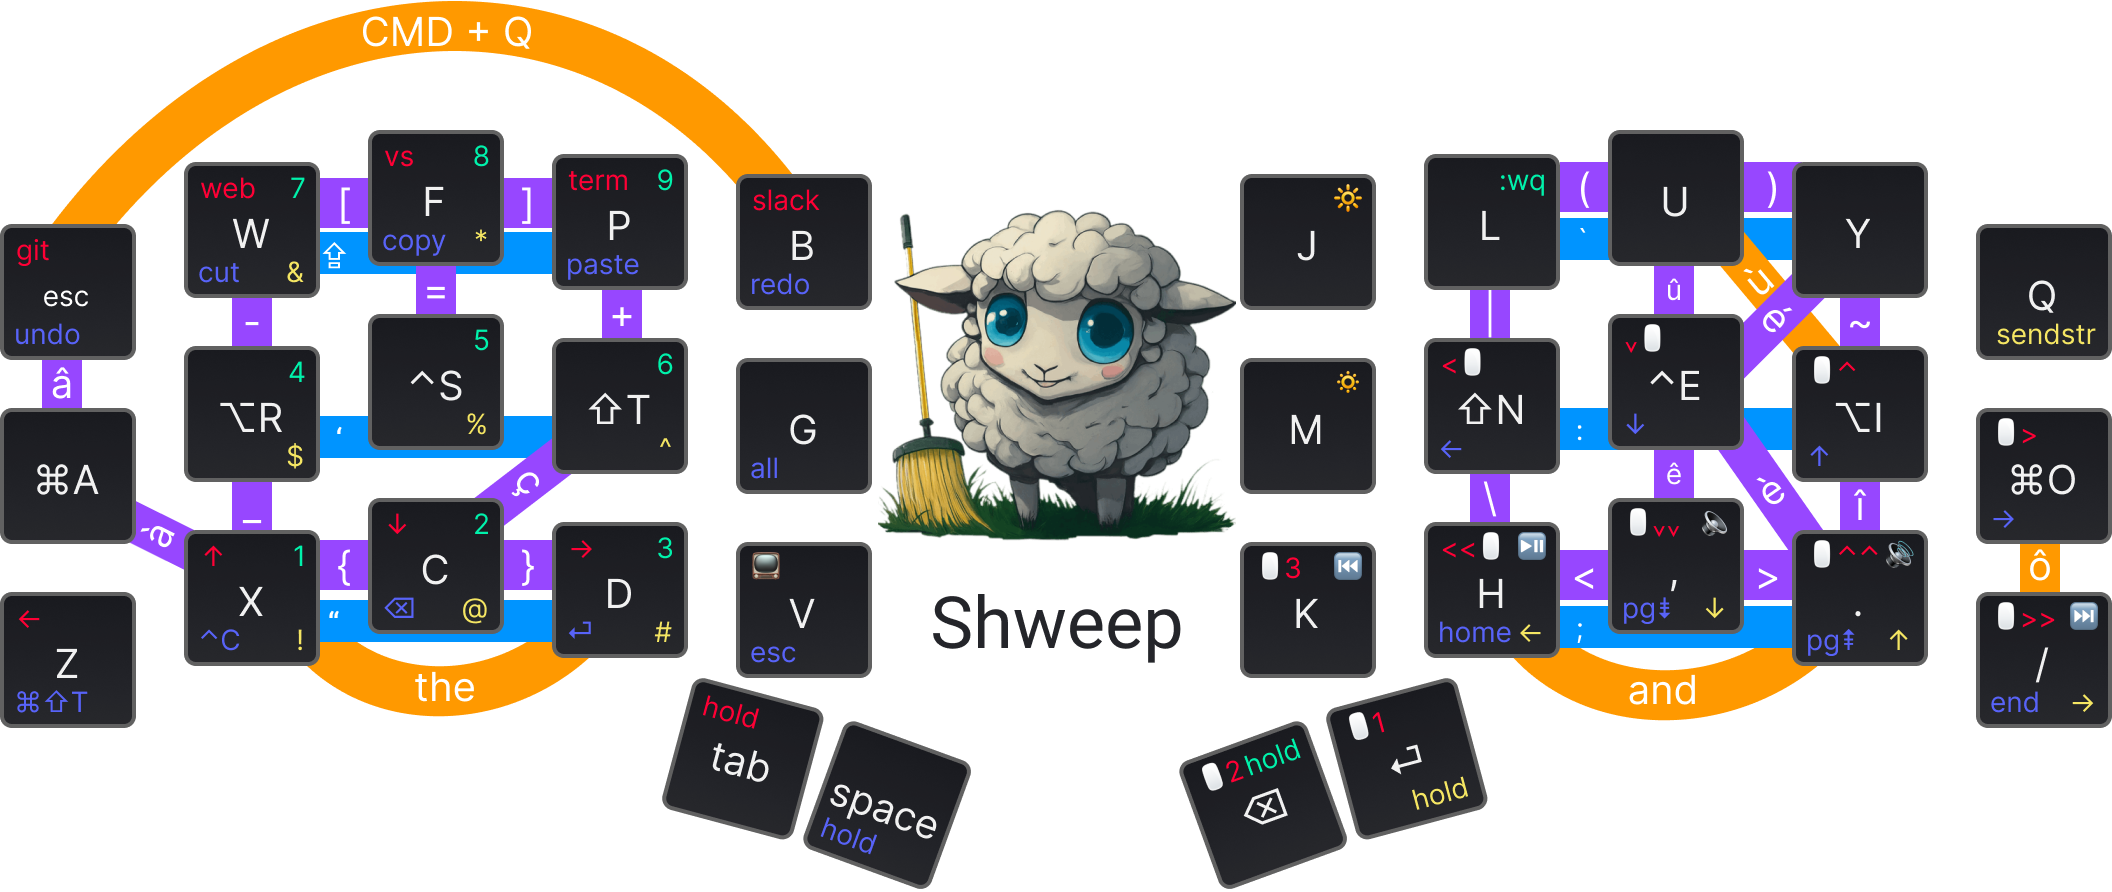 CMD + Q
git
esc
undo
web 7
W
cut &
[
⇪
vs 8
F
copy *
]
term 9
P
paste
slack
B
redo
J
:wq
L
(
`
U
)
Y
Q
sendstr
â
-
=
+
|
û
ù
é
~
⌘A
4
⌥R
$
‘
5
^S
%
6
⇧T
^
G
all
M
<
⇧N
←
:
v
^E
↓
^
⌥I
↑
>
⌘O
→
à
_
ç
\
ê
è
î
ô
←
Z
⌘⇧T
↑ 1
X
^C !
{
“
↓ 2
C
⌫ @
}
→ 3
D
↵ #
V
esc
Shweep
3 ⏮
K
<< ⏯
H
home ←
<
;
vv
,
pg⇟ ↓
>
^^
.
pg⇞ ↑
>> ⏭
/
end →
the
and
hold
tab
space
hold
2 hold
⌫
1
↵
hold